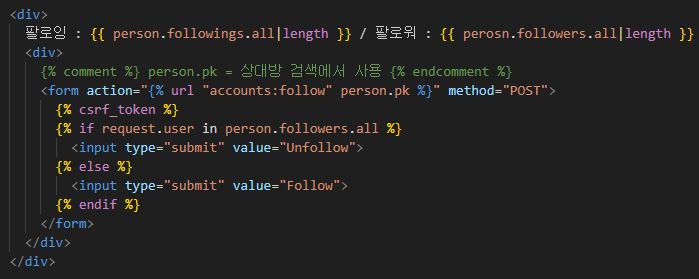 <div>
팔로잉 : {{ person.followings.all|length }} / 팔로워 : {{ perosn.followers.all|length }}
<div>
{% comment %} person.pk = 상대방 검색에서 사용 {% endcomment %}
<form action="{% url "accounts:follow" person.pk %}" method="POST">
{% csrf_token %}
{% if request.user in person.followers.all %}
<input type="submit" value="Unfollow">
{% else %}
<input type="submit" value="Follow">
{% endif %}
</form>
</div>
</div>